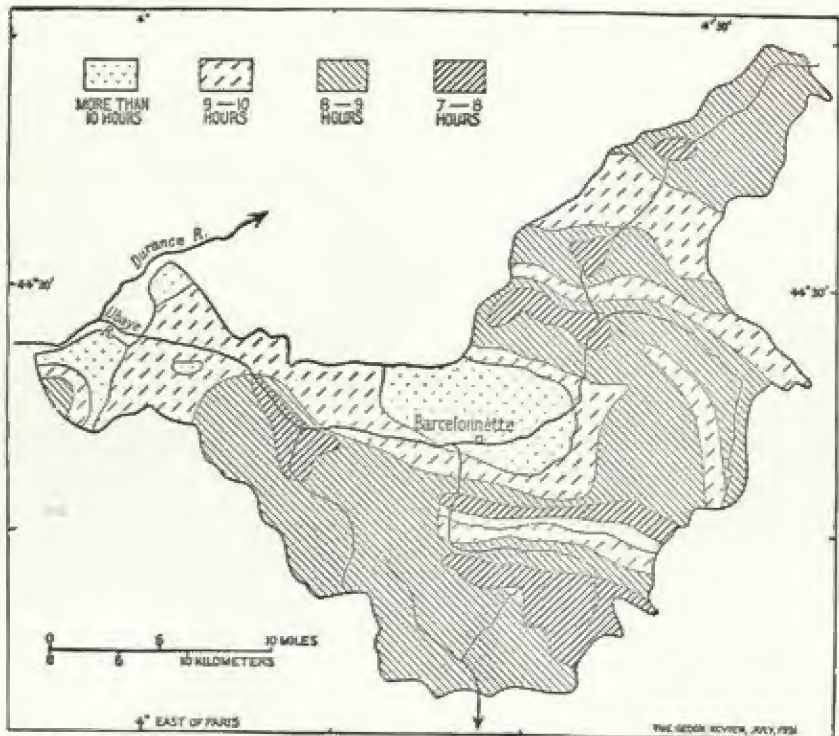 4° 4°30'
MORE THAN
10 HOURS
9—10
HOURS
8—9
HOURS
7—8
HOURS
Durance R.
44°30' 44°30'
Ubaye
R.
Barcelonnette
0 5 10 MILES
0 5 10 KILOMETERS
4° EAST OF PARIS
THE GEOGR. REVIEW, JULY, 1931